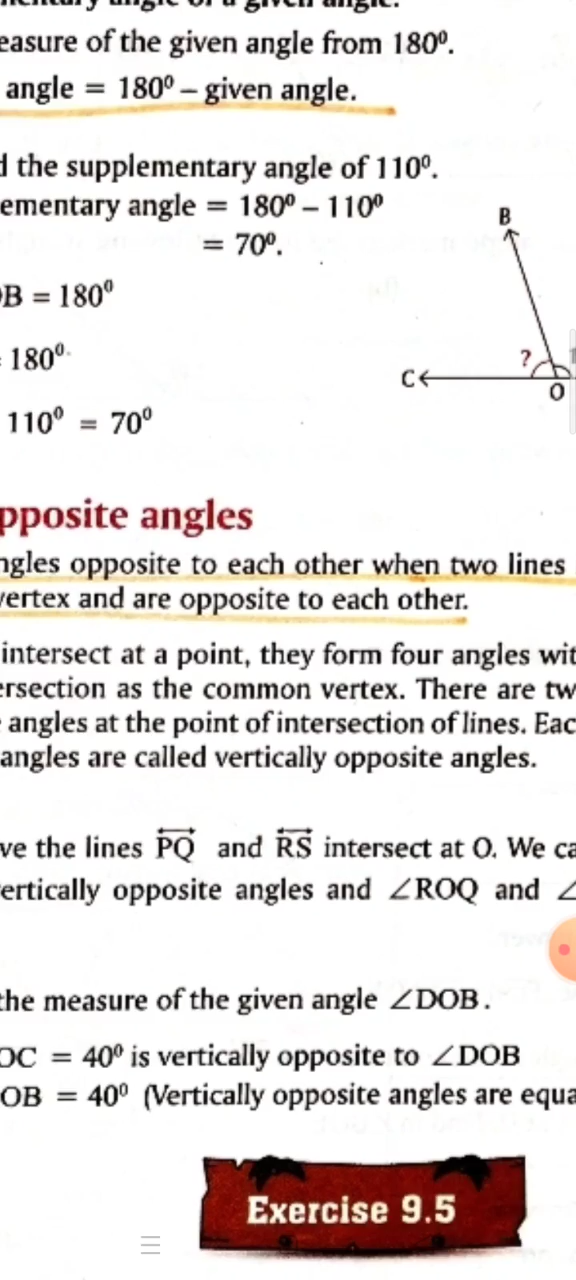 easure of the given angle from 180⁰.
angle = 180⁰ – given angle.
the supplementary angle of 110⁰.
ementary angle = 180⁰ – 110⁰
= 70⁰.
B
B = 180⁰
180⁰
?
C
O
110⁰ = 70⁰
pposite angles
ngles opposite to each other when two lines
vertex and are opposite to each other.
intersect at a point, they form four angles wit
ersection as the common vertex. There are tw
angles at the point of intersection of lines. Eac
angles are called vertically opposite angles.
ve the lines PQ and RS intersect at O. We ca
ertically opposite angles and ∠ROQ and ∠
the measure of the given angle ∠DOB.
OC = 40⁰ is vertically opposite to ∠DOB
OB = 40⁰ (Vertically opposite angles are equa
Exercise 9.5